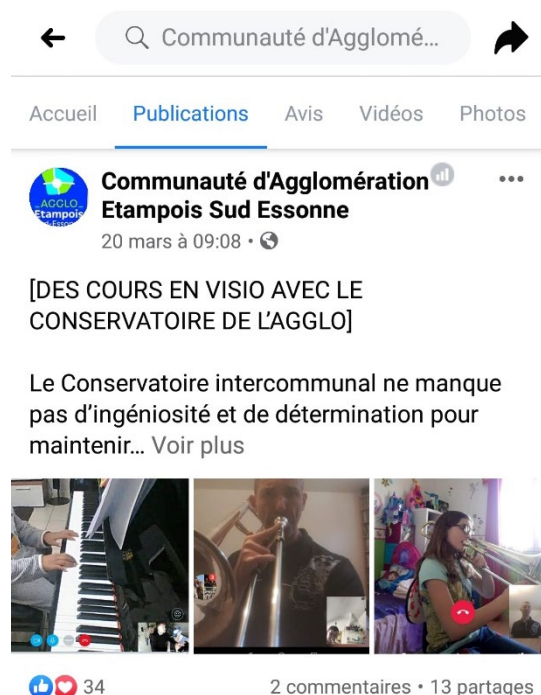 Communauté d'Agglomé...
Accueil Publications Avis Vidéos Photos
AGGLO
Etampois
Communauté d'Agglomération
Etampois Sud Essonne
20 mars à 09:08 •
[DES COURS EN VISIO AVEC LE
CONSERVATOIRE DE L'AGGLO]
Le Conservatoire intercommunal ne manque
pas d'ingéniosité et de détermination pour
maintenir... Voir plus
34
2 commentaires • 13 partages